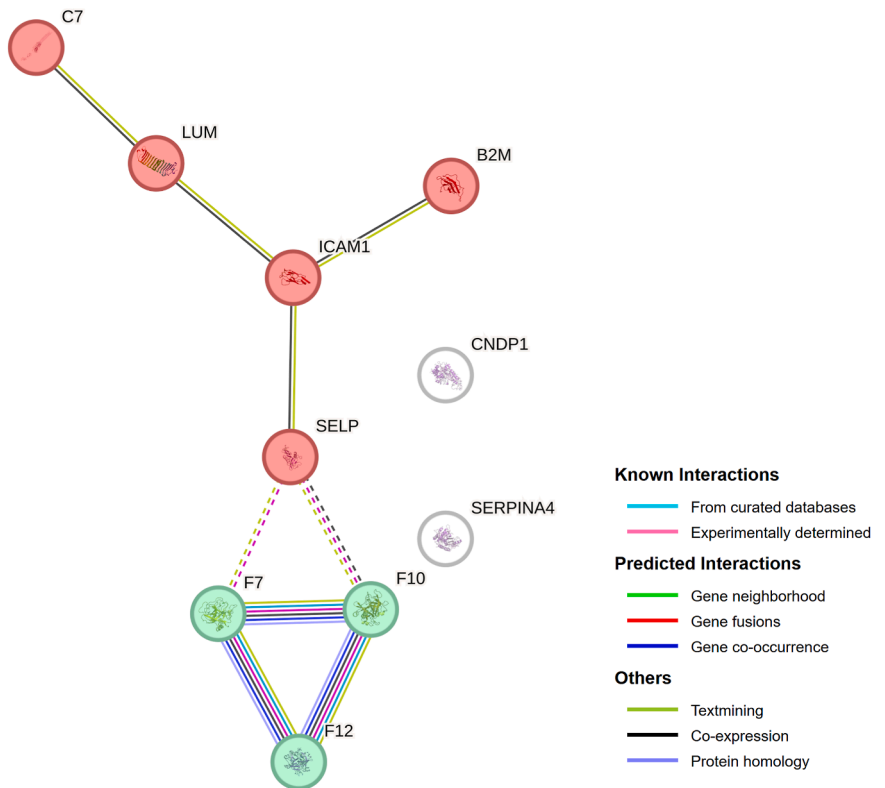 C7
LUM
B2M
ICAM1
CNDP1
SELP
SERPINA4
F7
F10
F12
Known Interactions
From curated databases
Experimentally determined
Predicted Interactions
Gene neighborhood
Gene fusions
Gene co-occurrence
Others
Textmining
Co-expression
Protein homology